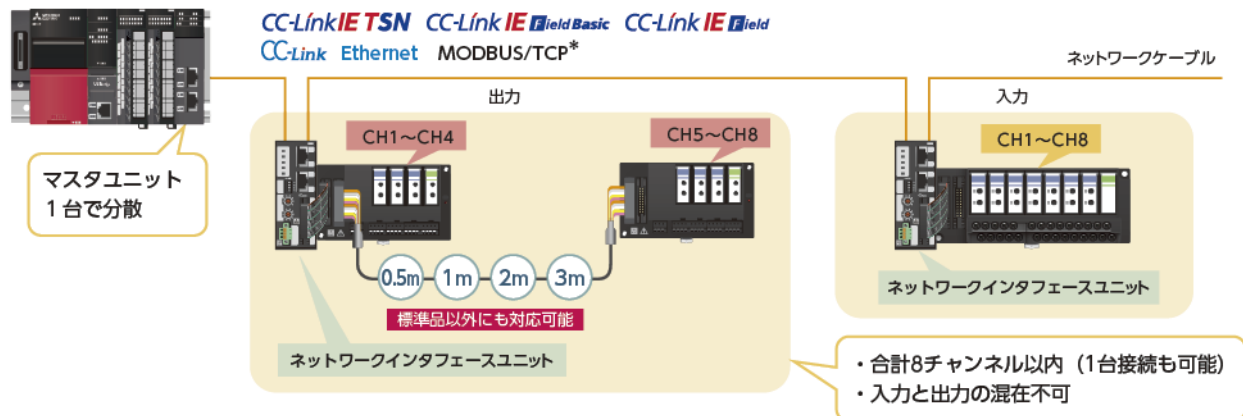 CC-Link IE TSN CC-Link IE Field Basic CC-Link IE Field
CC-Link Ethernet MODBUS/TCP*
ネットワークケーブル
出力
入力
CH1～CH4
CH5～CH8
CH1～CH8
マスタユニット
1台で分散
0.5m 1m 2m 3m
標準品以外にも対応可能
ネットワークインタフェースユニット
ネットワークインタフェースユニット
・合計8チャンネル以内（1台接続も可能）
・入力と出力の混在不可